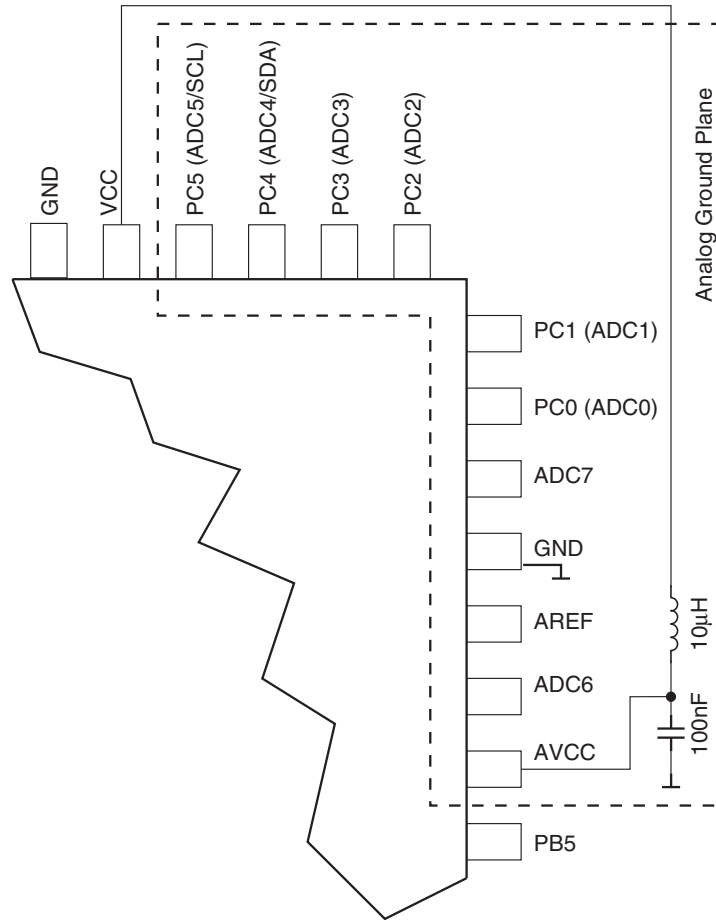 GND
VCC
PC5 (ADC5/SCL)
PC4 (ADC4/SDA)
PC3 (ADC3)
PC2 (ADC2)
Analog Ground Plane
PC1 (ADC1)
PC0 (ADC0)
ADC7
GND
AREF
ADC6
AVCC
PB5
10μH
100nF